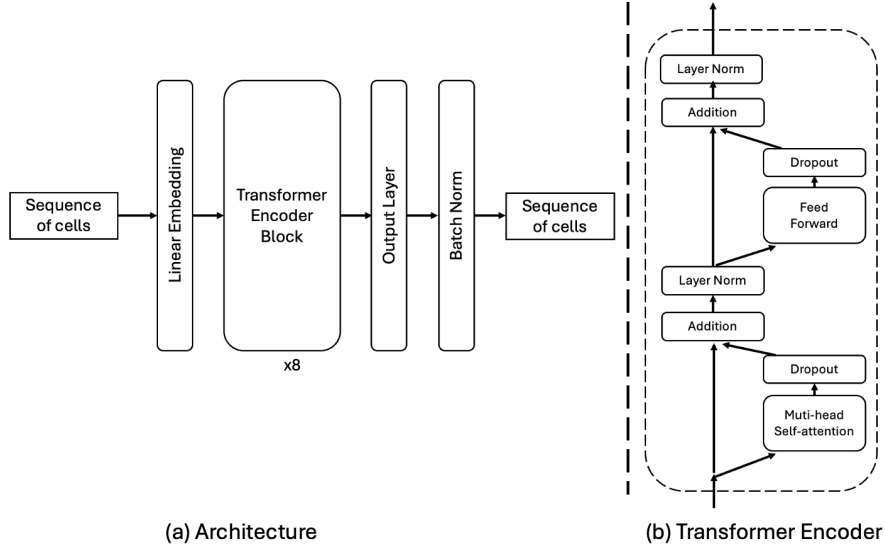 Sequence
of cells
Linear Embedding
Transformer
Encoder
Block
x8
Output Layer
Batch Norm
Sequence
of cells
(a) Architecture
Layer Norm
Addition
Dropout
Feed
Forward
Layer Norm
Addition
Dropout
Muti-head
Self-attention
(b) Transformer Encoder